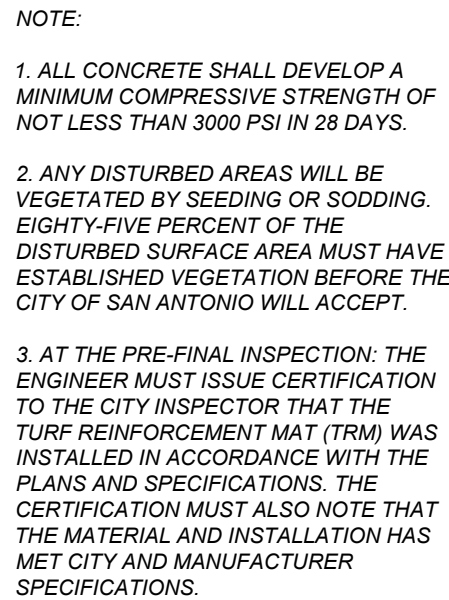 NOTE:
1. ALL CONCRETE SHALL DEVELOP A
MINIMUM COMPRESSIVE STRENGTH OF
NOT LESS THAN 3000 PSI IN 28 DAYS.
2. ANY DISTURBED AREAS WILL BE
VEGETATED BY SEEDING OR SODDING.
EIGHTY-FIVE PERCENT OF THE
DISTURBED SURFACE AREA MUST HAVE
ESTABLISHED VEGETATION BEFORE THE
CITY OF SAN ANTONIO WILL ACCEPT.
3. AT THE PRE-FINAL INSPECTION: THE
ENGINEER MUST ISSUE CERTIFICATION
TO THE CITY INSPECTOR THAT THE
TURF REINFORCEMENT MAT (TRM) WAS
INSTALLED IN ACCORDANCE WITH THE
PLANS AND SPECIFICATIONS. THE
CERTIFICATION MUST ALSO NOTE THAT
THE MATERIAL AND INSTALLATION HAS
MET CITY AND MANUFACTURER
SPECIFICATIONS.